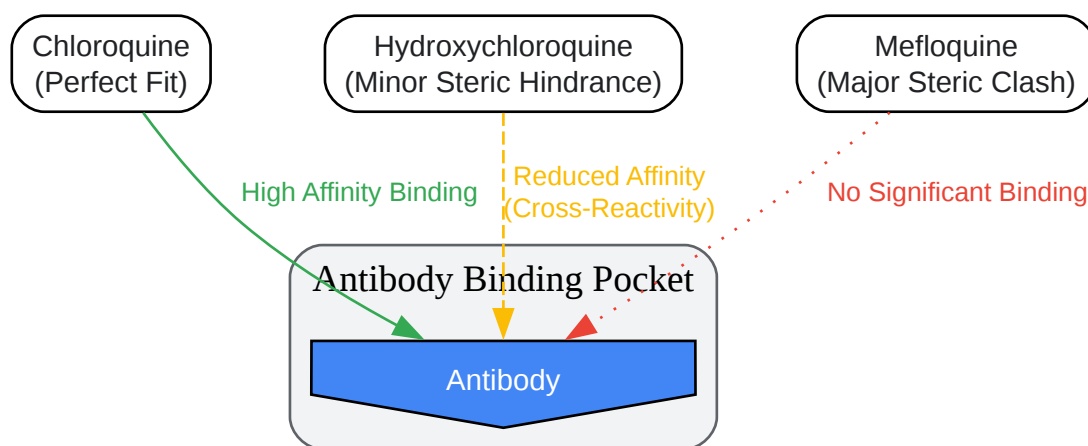 Chloroquine
(Perfect Fit)
Hydroxychloroquine
(Minor Steric Hindrance)
Mefloquine
(Major Steric Clash)
High Affinity Binding
Reduced Affinity
(Cross-Reactivity)
No Significant Binding
Antibody Binding Pocket
Antibody